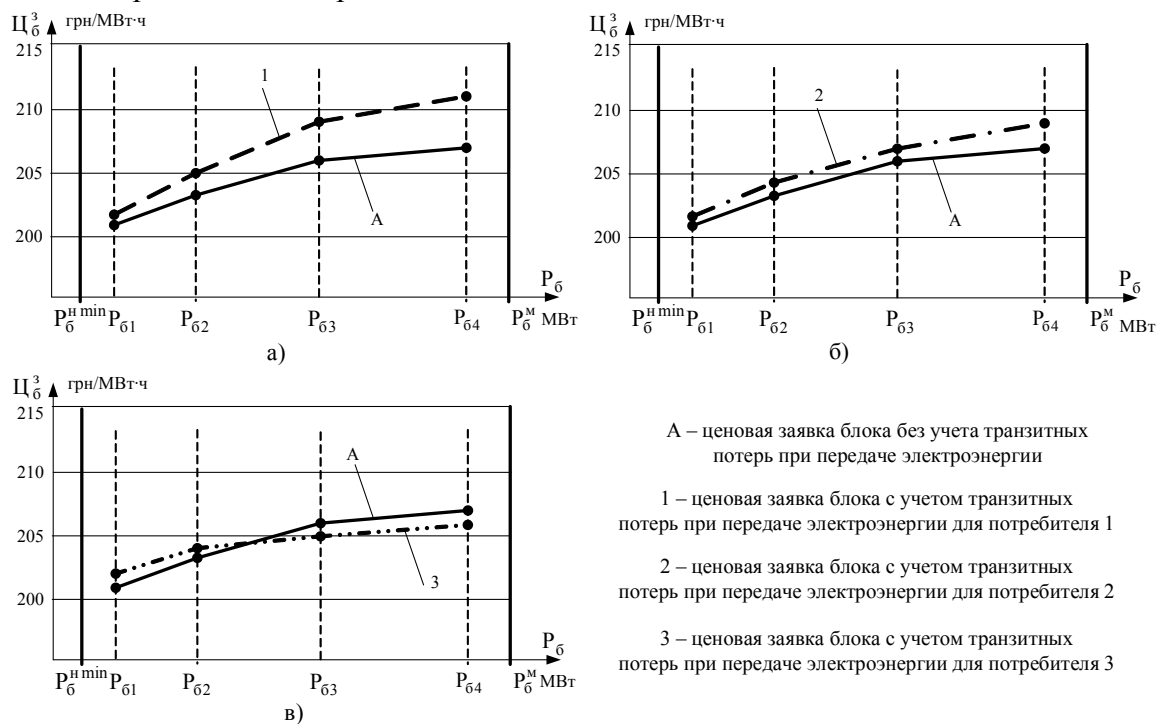 Ц б з грн/МВт·ч
215
210
205
200
1
А
Р б
Р б н min Р б1 Р б2 Р б3 Р б4 Р б м МВт
а)
Ц б з грн/МВт·ч
215
210
205
200
2
А
Р б
Р б н min Р б1 Р б2 Р б3 Р б4 Р б м МВт
б)
Ц б з грн/МВт·ч
215
210
205
200
А
3
Р б
Р б н min Р б1 Р б2 Р б3 Р б4 Р б м МВт
в)
А – ценовая заявка блока без учета транзитных
потерь при передаче электроэнергии
1 – ценовая заявка блока с учетом транзитных
потерь при передаче электроэнергии для потребителя 1
2 – ценовая заявка блока с учетом транзитных
потерь при передаче электроэнергии для потребителя 2
3 – ценовая заявка блока с учетом транзитных
потерь при передаче электроэнергии для потребителя 3